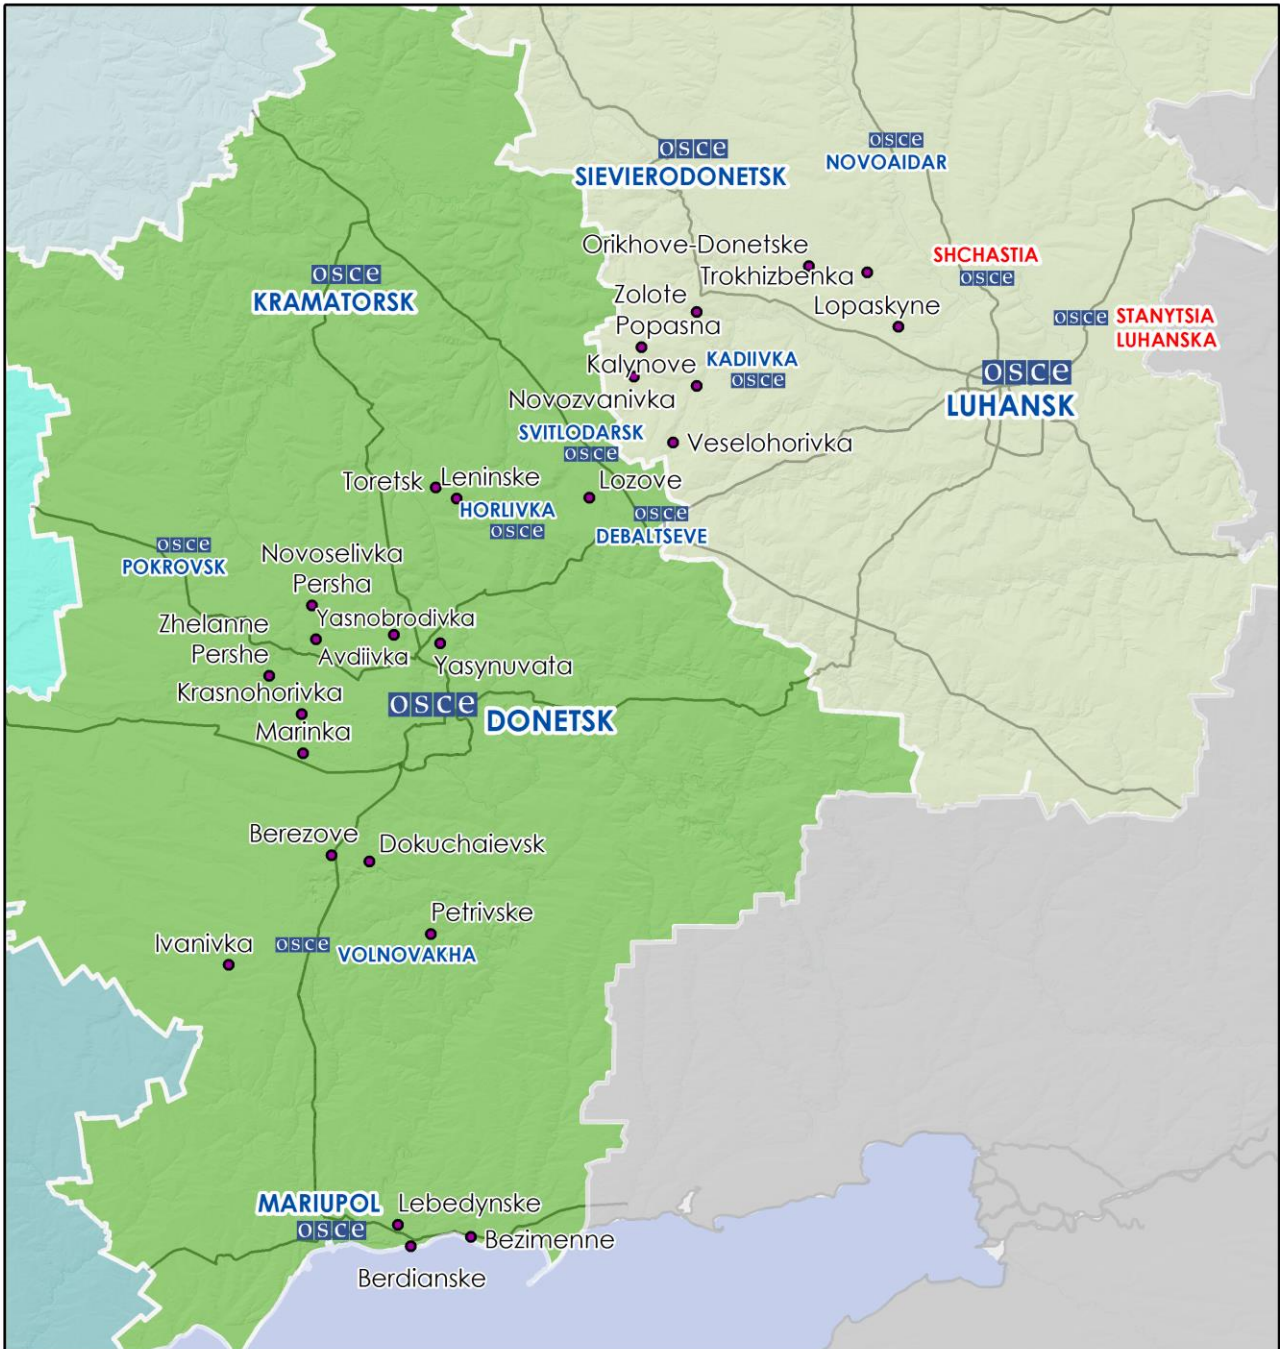 osce
SIEVIERODONETSK
osce
NOVOAIDAR
osce
KRAMATORSK
Orikhove-Donetske
Trokhizbenka
SHCHASTIA
osce
Zolote
Lopaskyne
Popasna
osce
STANYTSIA
LUHANSKA
Kalynove
KADIIVKA
osce
osce
LUHANSK
Novozvanivka
SVITLODARSK
osce
Veselohorivka
Toretsk
Leninske
Lozove
HORLIVKA
osce
osce
DEBALTSEVE
osce
POKROVSK
Novoselivka
Persha
Zhelanne
Pershe
Yasnobrodivka
Avdiivka
Yasynuvata
Krasnohorivka
osce
DONETSK
Marinka
Berezove
Dokuchaievsk
Petrivske
Ivanivka
osce
VOLNOVAKHA
MARIUPOL
osce
Lebedynske
Bezimenne
Berdianske